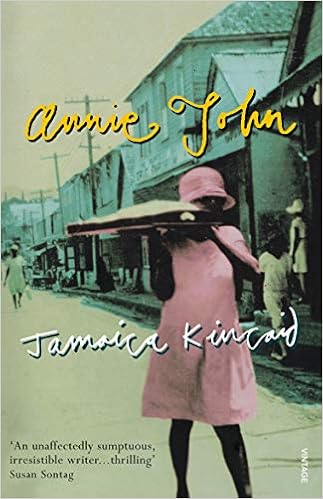 annie John
Jamaica Kincaid
'An unaffectedly sumptuous,
irresistible writer...thrilling'
Susan Sontag
VINTAGE